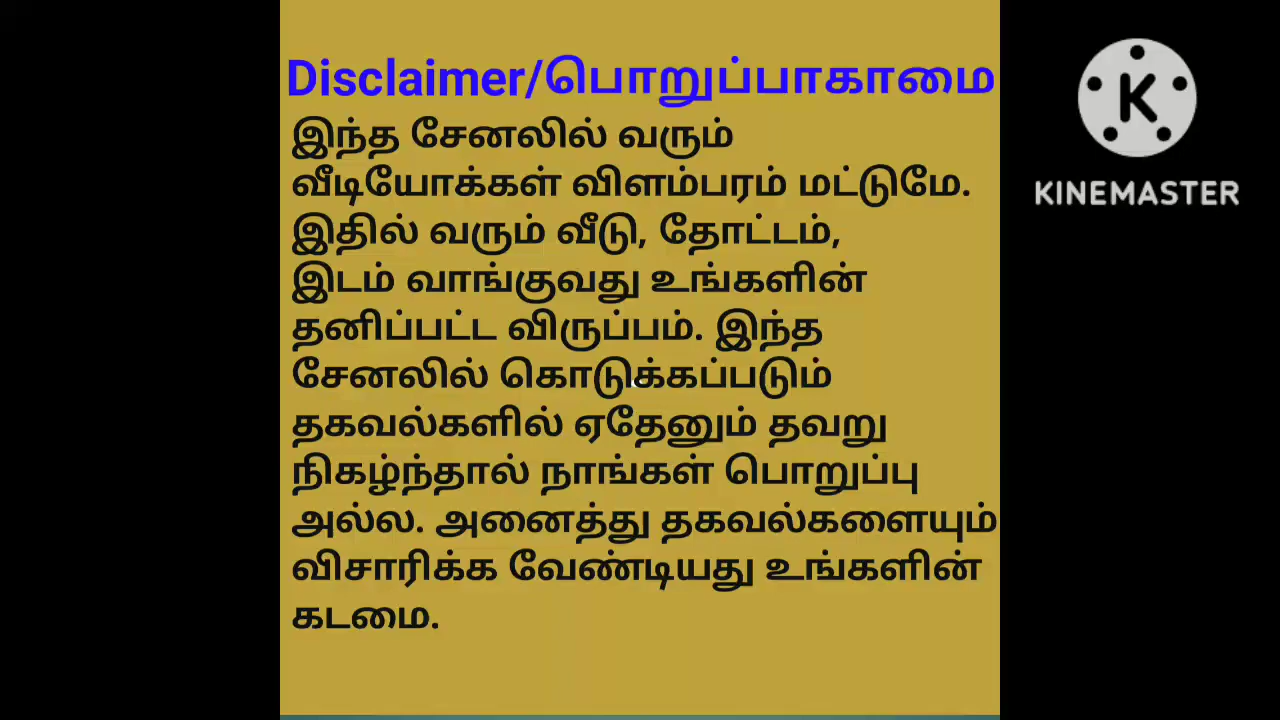 Disclaimer/பொறுப்பாகாமை
இந்த சேனலில் வரும்
வீடியோக்கள் விளம்பரம் மட்டுமே.
இதில் வரும் வீடு, தோட்டம்,
இடம் வாங்குவது உங்களின்
தனிப்பட்ட விருப்பம். இந்த
சேனலில் கொடுக்கப்படும்
தகவல்களில் ஏதேனும் தவறு
நிகழ்ந்தால் நாங்கள் பொறுப்பு
அல்ல. அனைத்து தகவல்களையும்
விசாரிக்க வேண்டியது உங்களின்
கடமை.
K
KINEMASTER